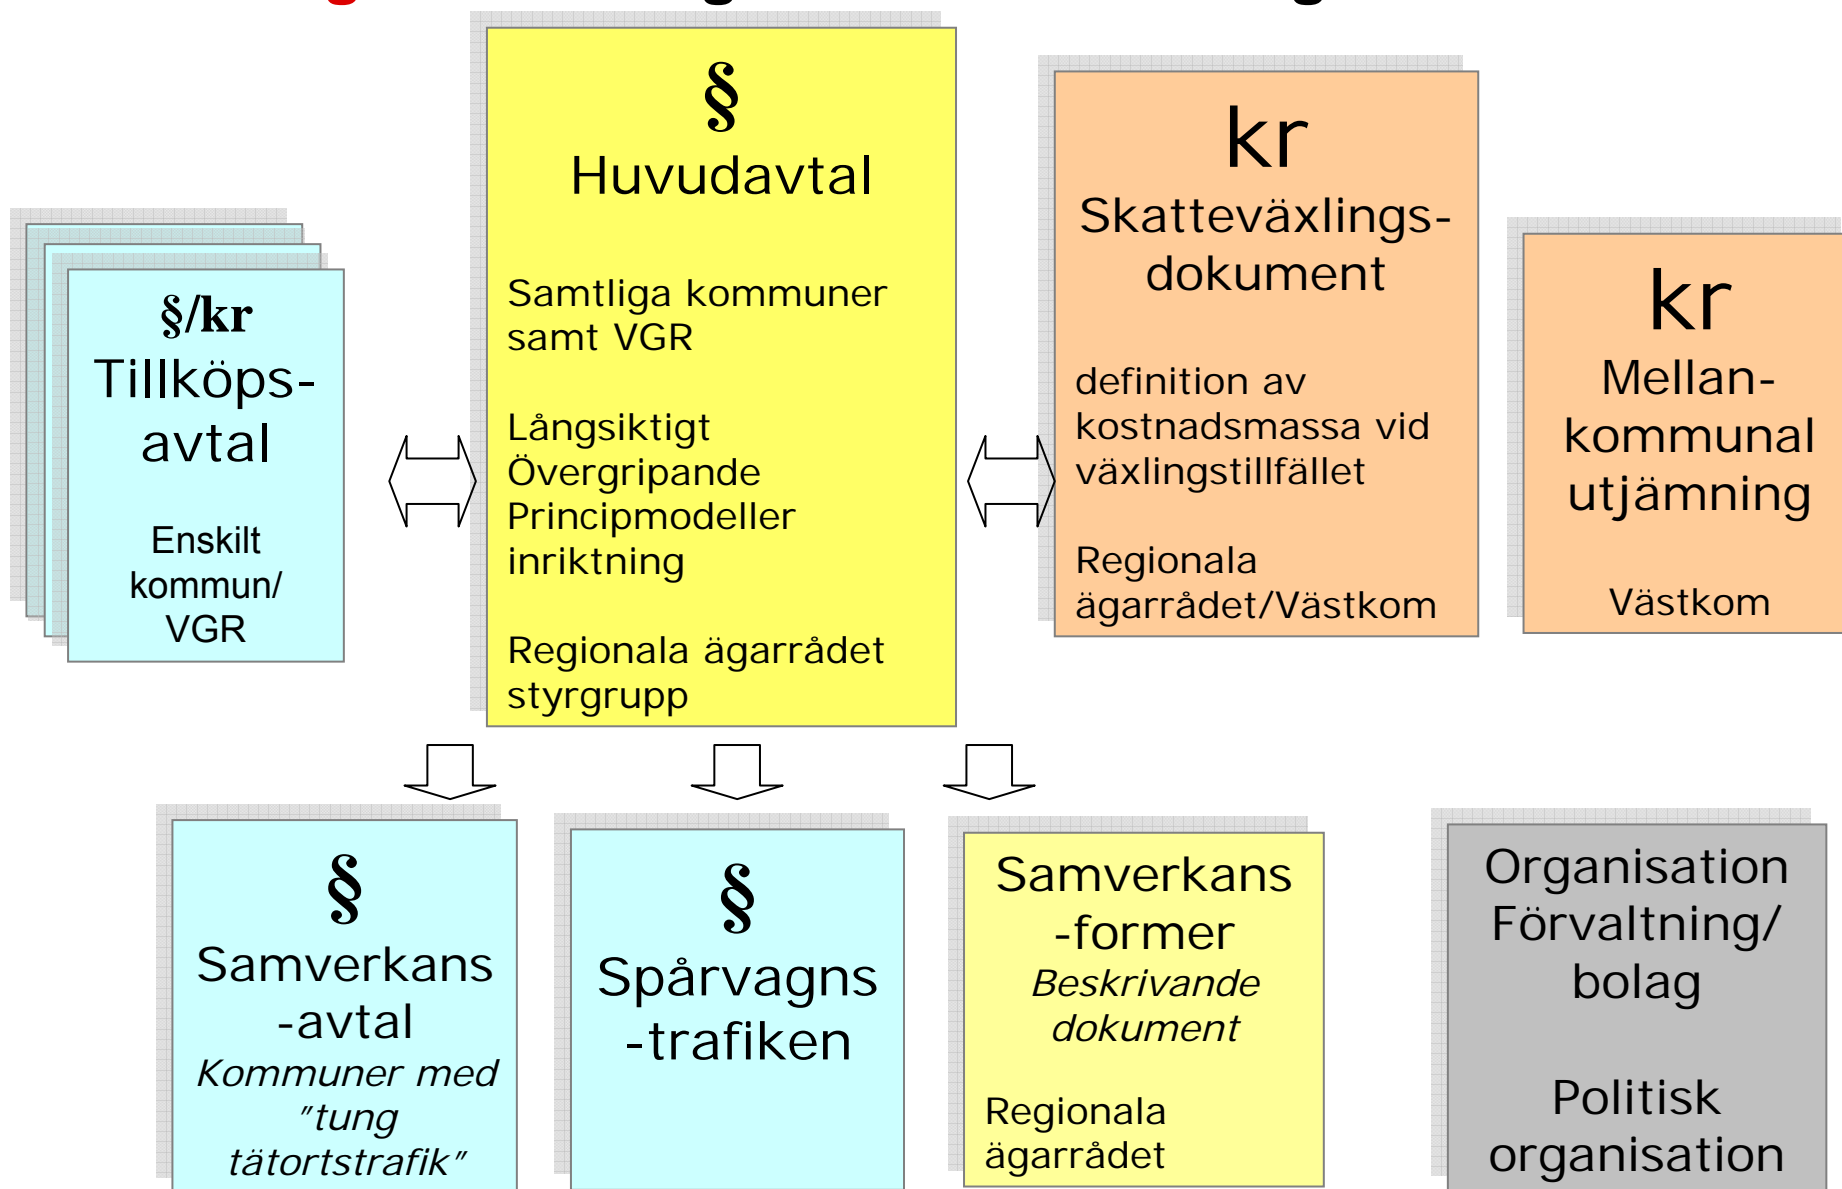 §
Huvudavtal
Samtliga kommuner
samt VGR
Långsiktigt
Övergripande
Principmodeller
inriktning
Regionala ägarrådet
styrgrupp
kr
Skatteväxlings-
dokument
definition av
kostnadsmassa vid
växlingstillfället
Regionala
ägarrådet/Västkom
kr
Mellan-
kommunal
utjämning
Västkom
§/kr
Tillköps-
avtal
Enskilt
kommun/
VGR
§
Samverkans
-avtal
Kommuner med
"tung
tätortstrafik"
§
Spårvagns
-trafiken
Samverkans
-former
Beskrivande
dokument
Regionala
ägarrådet
Organisation
Förvaltning/
bolag
Politisk
organisation